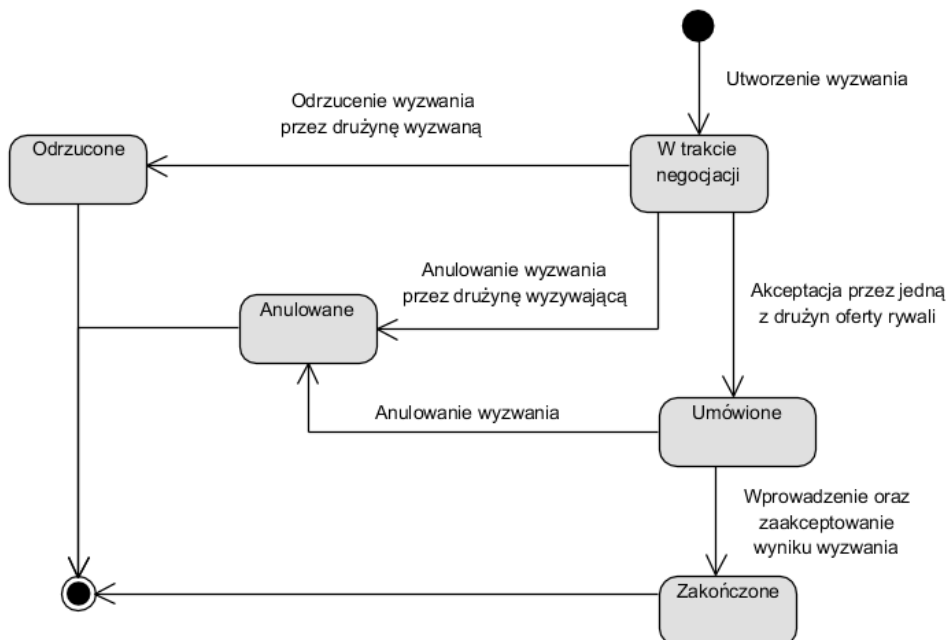 Utworzenie wyzwania
Odrzucenie wyzwania
przez drużynę wyzwaną
Odrzucone
W trakcie
negocjacji
Anulowanie wyzwania
przez drużynę wyzywającą
Akceptacja przez jedną
z drużyn oferty rywali
Anulowane
Anulowanie wyzwania
Umówione
Wprowadzenie oraz
zaakceptowanie
wyniku wyzwania
Zakończone